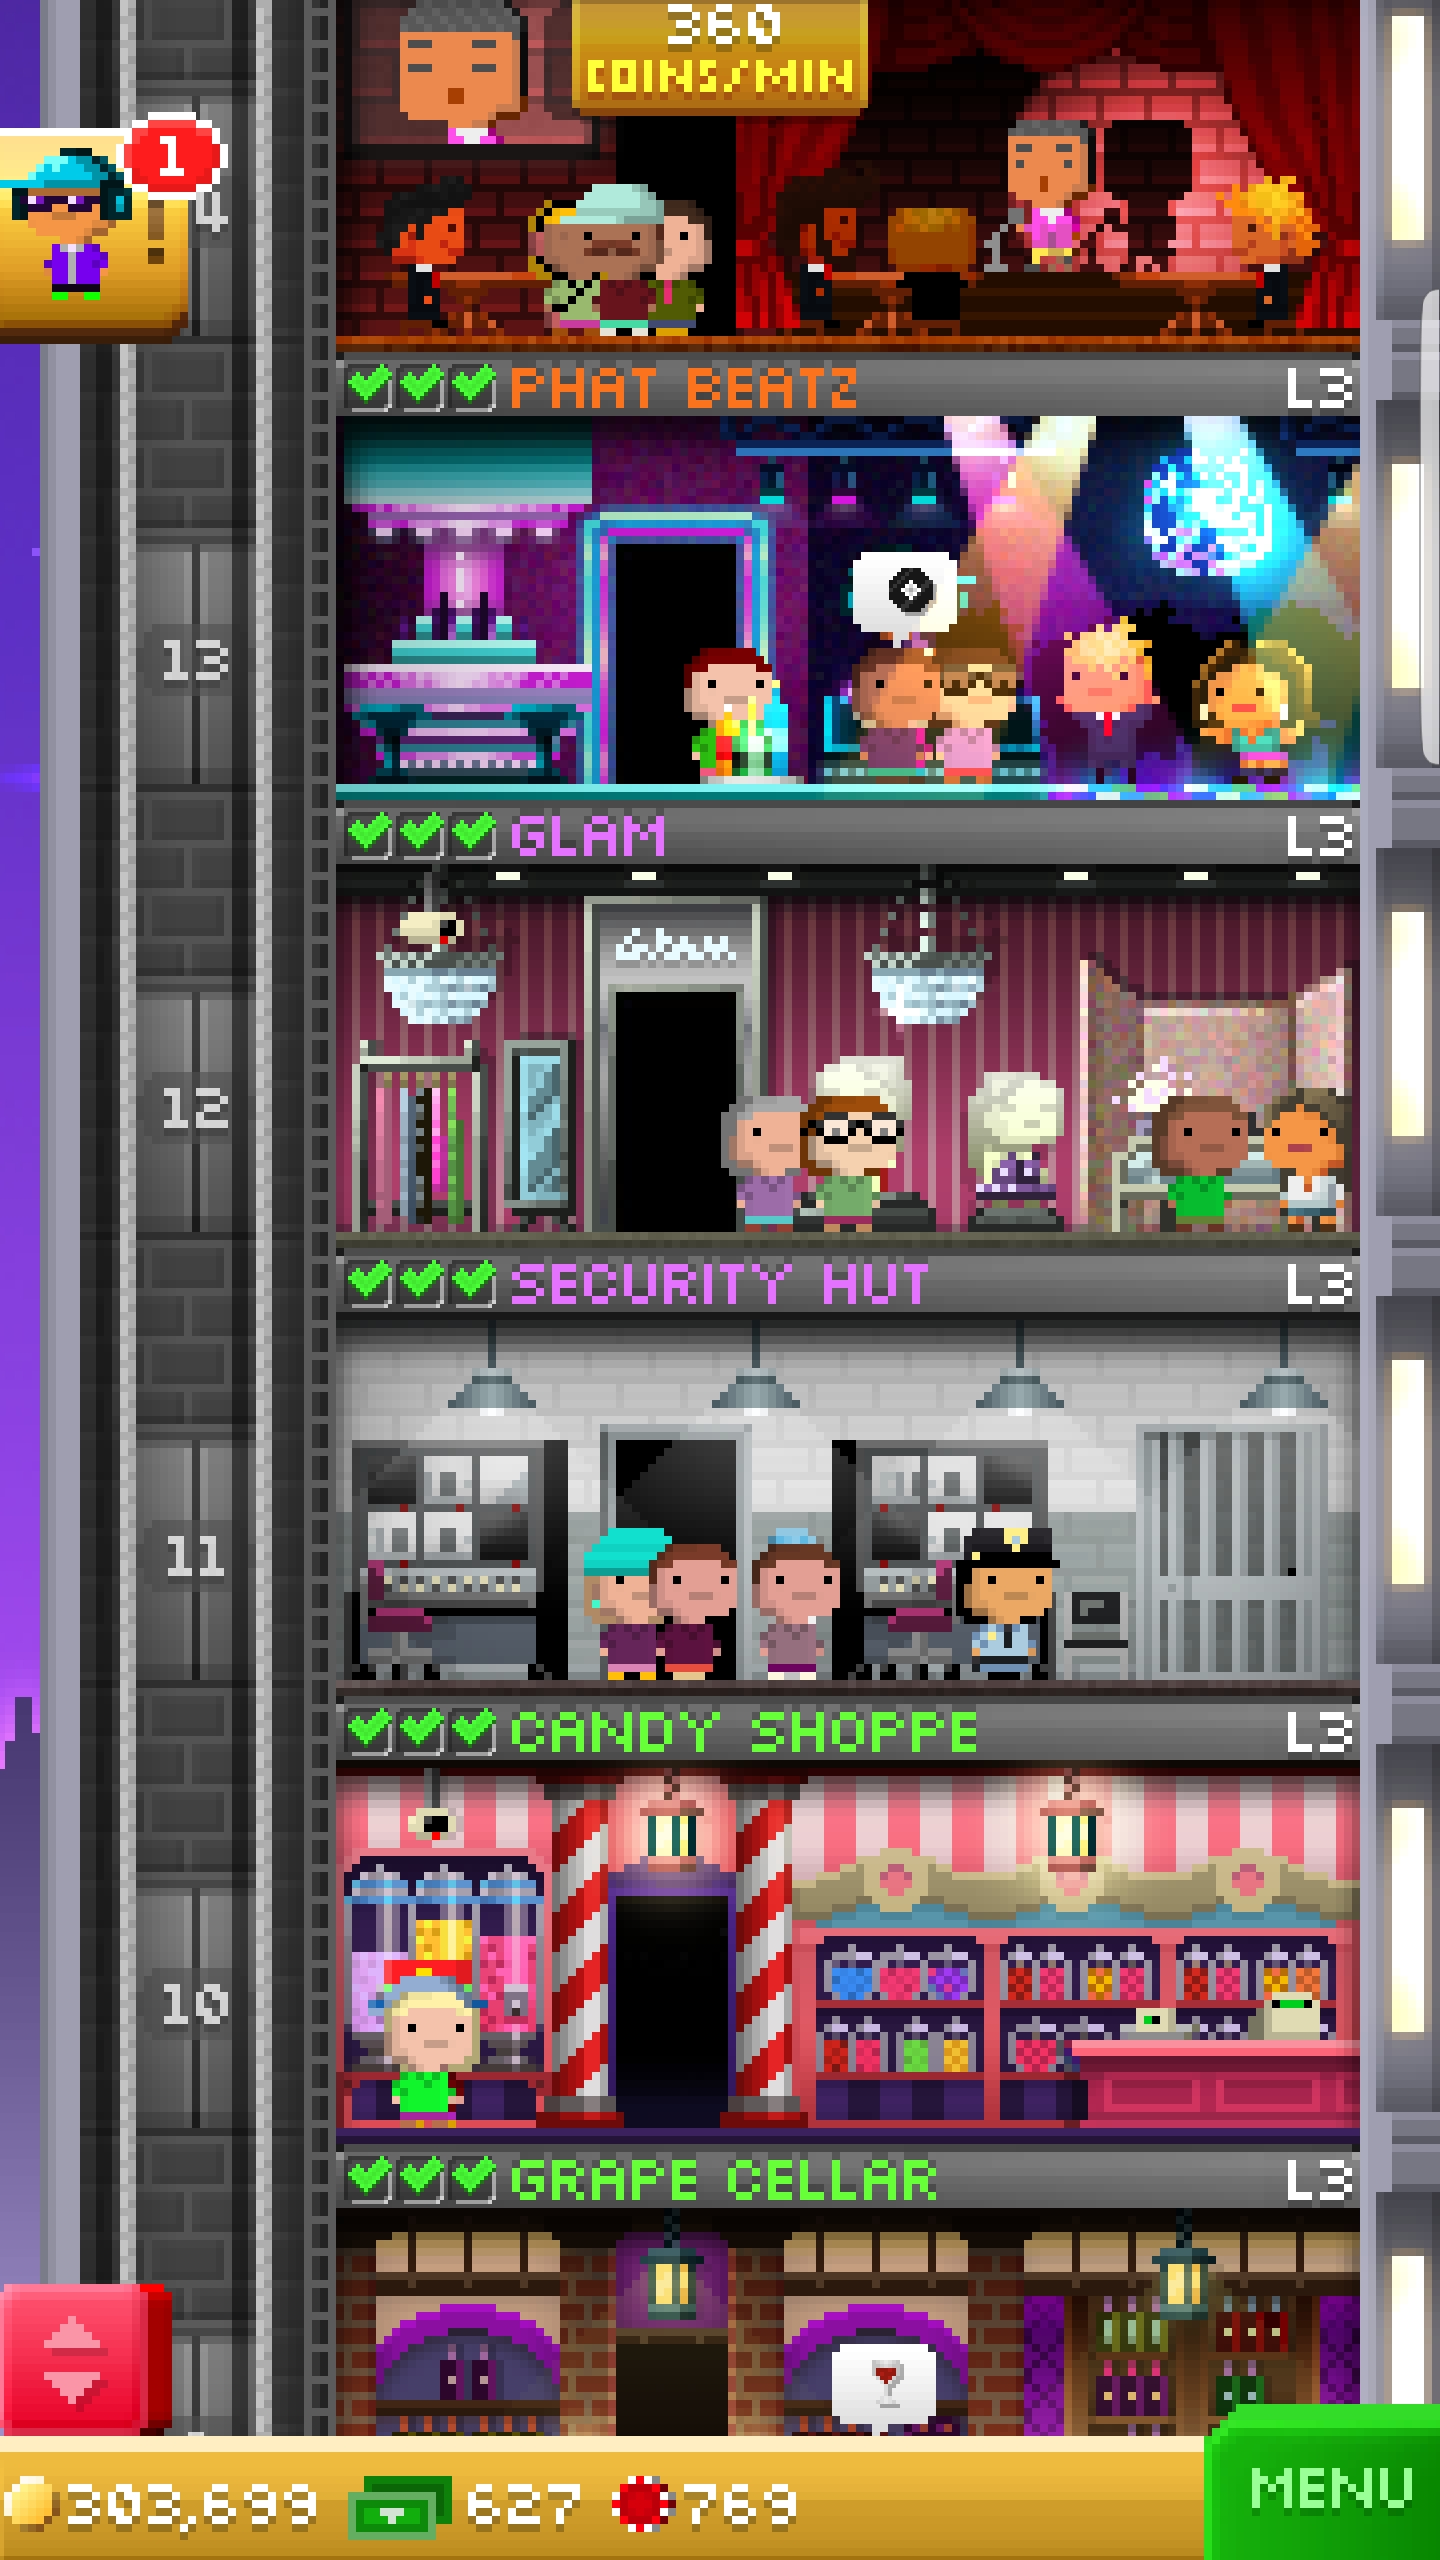 360
COINS/MIN
1
4
PHAT BEATZ
L3
13
GLAM
L3
Glam
12
SECURITY HUT
L3
11
CANDY SHOPPE
L3
10
GRAPE CELLAR
L3
303,699
627
769
MENU